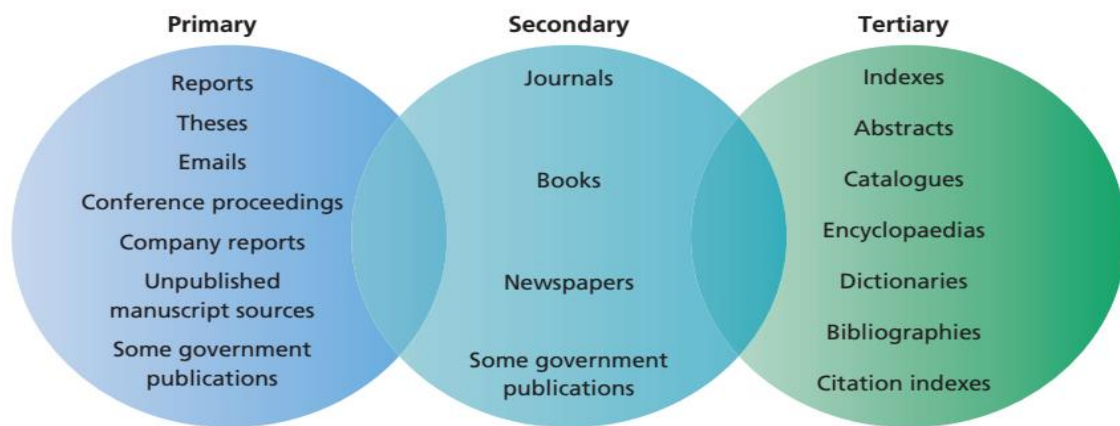 Primary
Reports
Theses
Emails
Conference proceedings
Company reports
Unpublished
manuscript sources
Some government
publications
Secondary
Journals
Books
Newspapers
Some government
publications
Tertiary
Indexes
Abstracts
Catalogues
Encyclopaedias
Dictionaries
Bibliographies
Citation indexes